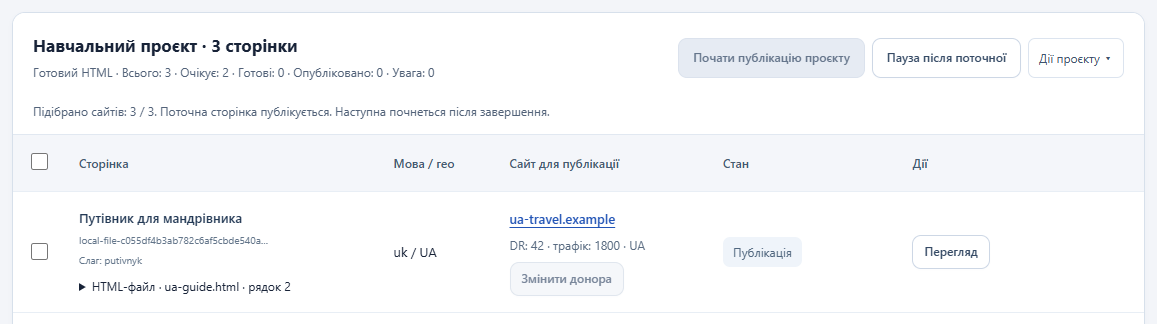 Навчальний проєкт · 3 сторінки
Готовий HTML · Всього: 3 · Очікує: 2 · Готові: 0 · Опубліковано: 0 · Увага: 0
Почати публікацію проєкту
Пауза після поточної
Дії проєкту ▾
Підібрано сайтів: 3 / 3. Поточна сторінка публікується. Наступна почнеться після завершення.
Сторінка Мова / гео Сайт для публікації Стан Дії
Путівник для мандрівника
local-file-c055df4b3ab782c6af5cbde540a...
Слаг: putivnyk
▶ HTML-файл · ua-guide.html · рядок 2
uk / UA
ua-travel.example
DR: 42 · трафік: 1800 · UA
Змінити донора
Публікація
Перегляд